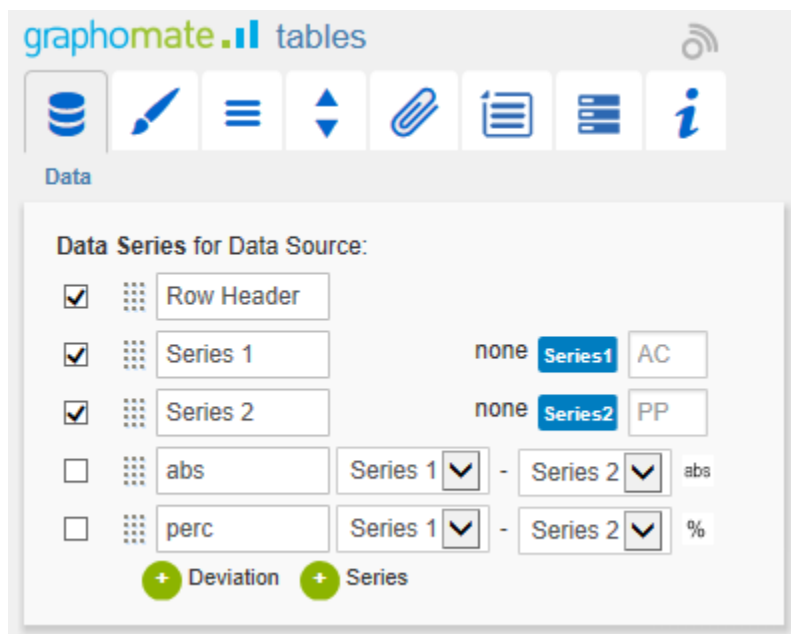 graphomate tables
i
Data
Data Series for Data Source:
Row Header
Series 1 none Series1 AC
Series 2 none Series2 PP
abs Series 1 - Series 2 abs
perc Series 1 - Series 2 %
+ Deviation + Series